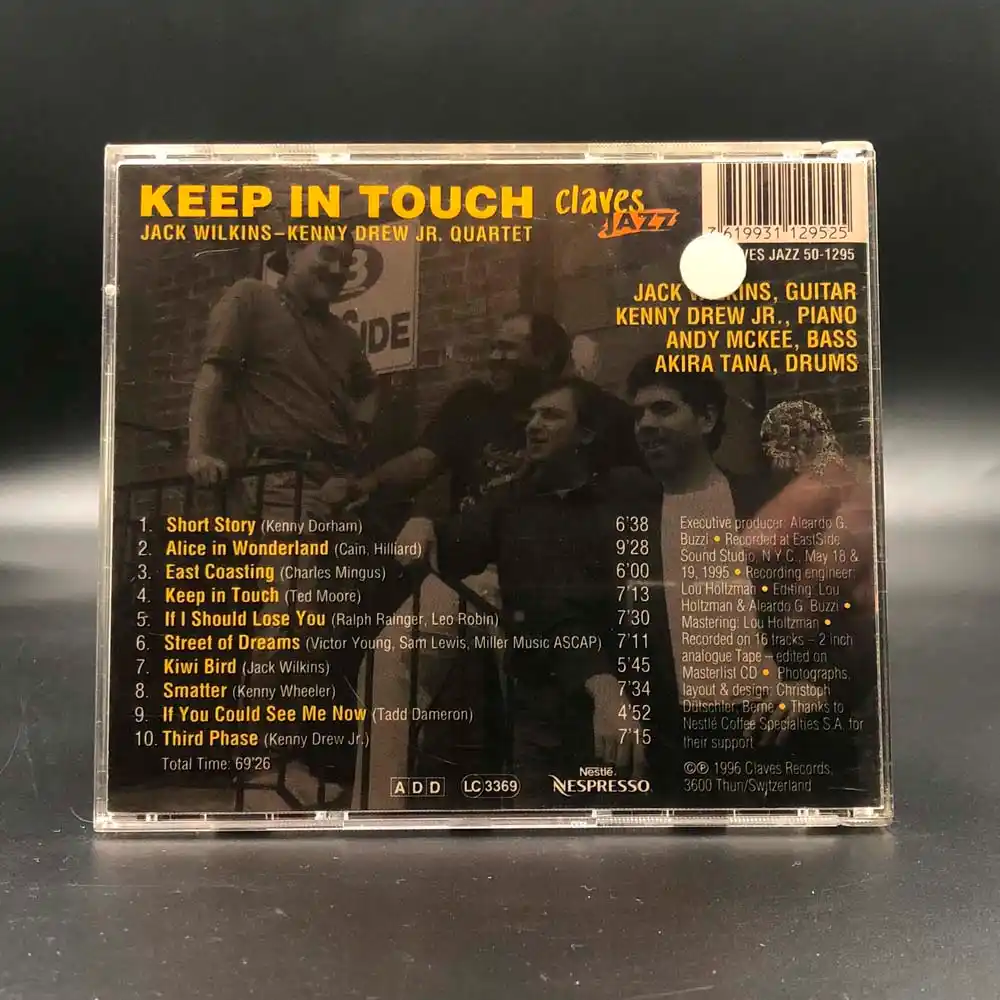 KEEP IN TOUCH
JACK WILKINS–KENNY DREW JR. QUARTET
claves
JAZZ
619931 129525
VES JAZZ 50-1295
3
SIDE
JACK WILKINS, GUITAR
KENNY DREW JR., PIANO
ANDY MCKEE, BASS
AKIRA TANA, DRUMS
1. Short Story (Kenny Dorham) 6'38
2. Alice in Wonderland (Cain, Hilliard) 9'28
3. East Coasting (Charles Mingus) 6'00
4. Keep in Touch (Ted Moore) 7'13
5. If I Should Lose You (Ralph Rainger, Leo Robin) 7'30
6. Street of Dreams (Victor Young, Sam Lewis, Miller Music ASCAP) 7'11
7. Kiwi Bird (Jack Wilkins) 5'45
8. Smatter (Kenny Wheeler) 7'34
9. If You Could See Me Now (Tadd Dameron) 4'52
10. Third Phase (Kenny Drew Jr.) 7'15
Total Time: 69'26
Executive producer: Aleardo G.
Buzzi • Recorded at EastSide
Sound Studio, N.Y.C., May 18 &
19, 1995 • Recording engineer:
Lou Holtzman • Editing: Lou
Holtzman & Aleardo G. Buzzi •
Mastering: Lou Holtzman •
Recorded on 16 tracks – 2 inch
analogue Tape – edited on
Masterlist CD • Photographs,
layout & design: Christoph
Dütschler, Berne • Thanks to
Nestlé Coffee Specialties S.A. for
their support
ADD
LC 3369
Nestlé
NESPRESSO
©℗ 1996 Claves Records,
3600 Thun/Switzerland